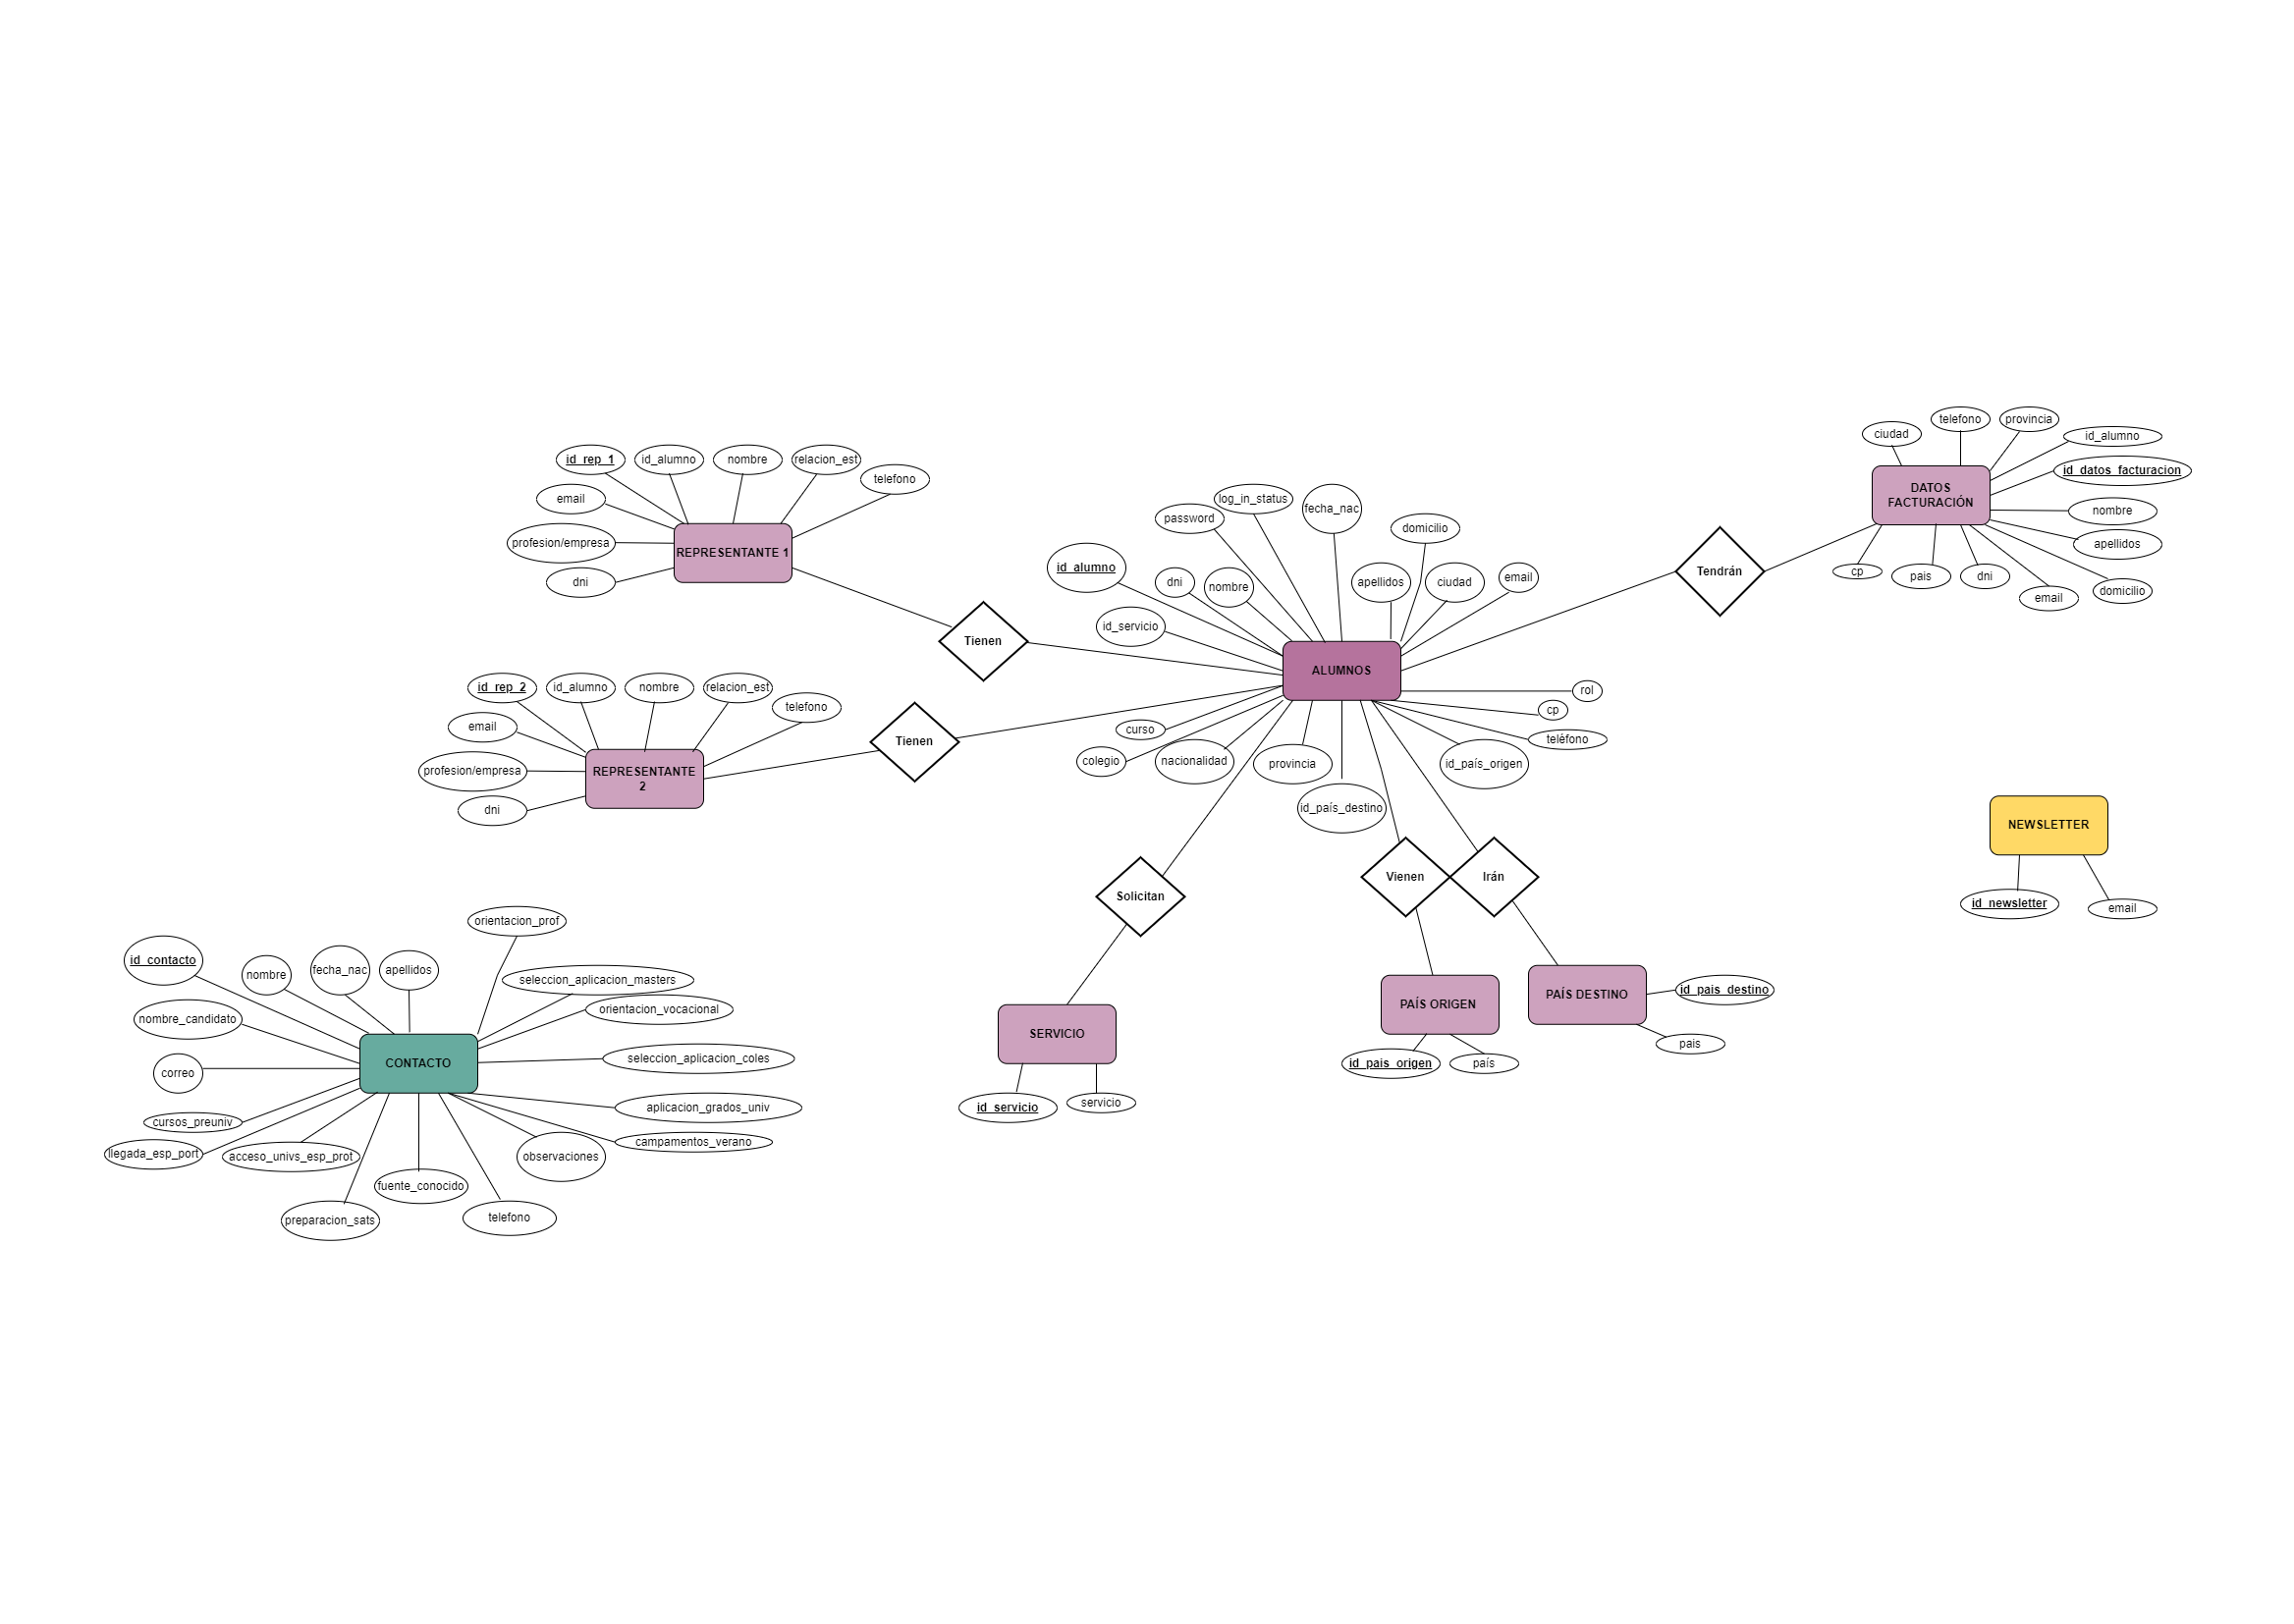 id_rep_1
id_alumno
nombre
relacion_est
telefono
email
profesion/empresa
dni
REPRESENTANTE 1
Tienen
id_rep_2
id_alumno
nombre
relacion_est
telefono
email
profesion/empresa
dni
REPRESENTANTE
2
Tienen
log_in_status
password
fecha_nac
domicilio
id_alumno
dni
nombre
apellidos
ciudad
email
id_servicio
ALUMNOS
rol
cp
teléfono
curso
colegio
nacionalidad
provincia
id_país_destino
id_país_origen
Tendrán
ciudad
telefono
provincia
id_alumno
id_datos_facturacion
DATOS
FACTURACIÓN
nombre
apellidos
cp
pais
dni
email
domicilio
NEWSLETTER
id_newsletter
email
Solicitan
Vienen
Irán
SERVICIO
id_servicio
servicio
PAÍS ORIGEN
id_pais_origen
país
PAÍS DESTINO
id_pais_destino
pais
orientacion_prof
id_contacto
nombre
fecha_nac
apellidos
seleccion_aplicacion_masters
orientacion_vocacional
nombre_candidato
CONTACTO
seleccion_aplicacion_coles
correo
aplicacion_grados_univ
cursos_preuniv
campamentos_verano
llegada_esp_port
acceso_univs_esp_prot
observaciones
fuente_conocido
preparacion_sats
telefono